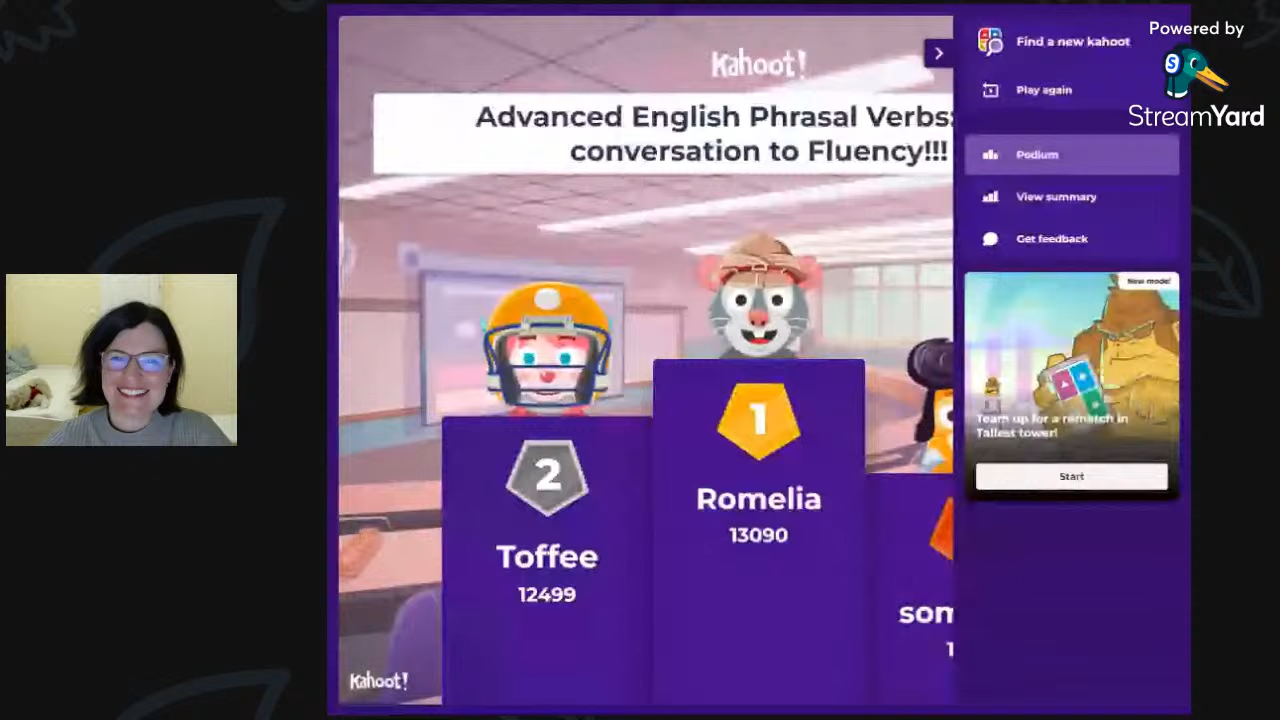 Kahoot!
Advanced English Phrasal Verbs:
conversation to Fluency!!!
1
Romelia
13090
2
Toffee
12499
som
1
Kahoot!
Find a new kahoot
Play again
Podium
View summary
Get feedback
New mode!
Team up for a rematch in
Tallest tower!
Start
Powered by
S
StreamYard